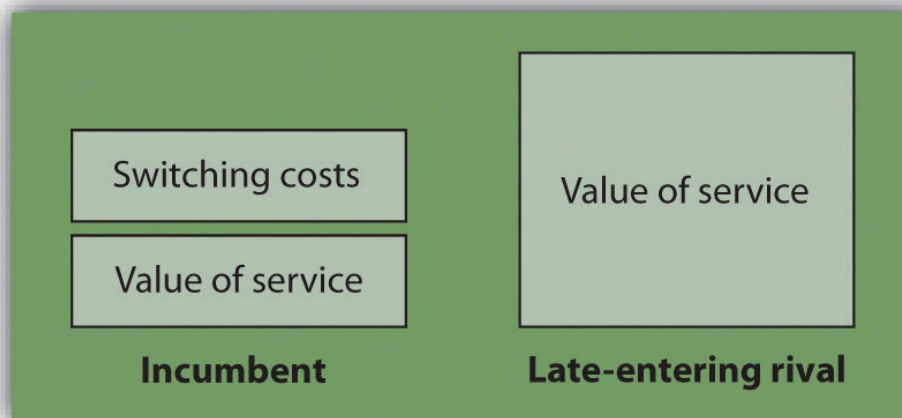 Switching costs
Value of service
Incumbent
Value of service
Late-entering rival